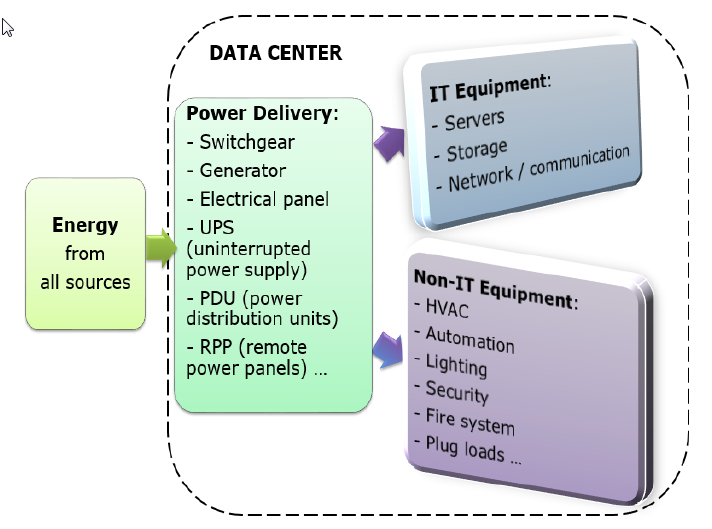 DATA CENTER
Energy
from
all sources
Power Delivery:
- Switchgear
- Generator
- Electrical panel
- UPS
(uninterrupted
power supply)
- PDU (power
distribution units)
- RPP (remote
power panels) ...
IT Equipment:
- Servers
- Storage
- Network / communication
Non-IT Equipment:
- HVAC
- Automation
- Lighting
- Security
- Fire system
- Plug loads ...